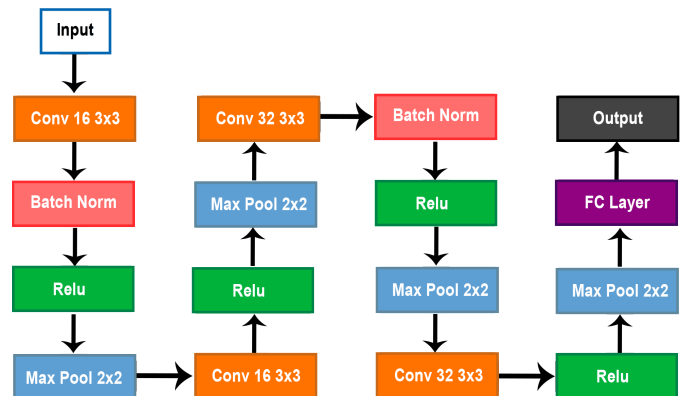 Input
Conv 16 3x3
Batch Norm
Relu
Max Pool 2x2
Conv 16 3x3
Relu
Max Pool 2x2
Conv 32 3x3
Batch Norm
Relu
Max Pool 2x2
Conv 32 3x3
Relu
Max Pool 2x2
FC Layer
Output